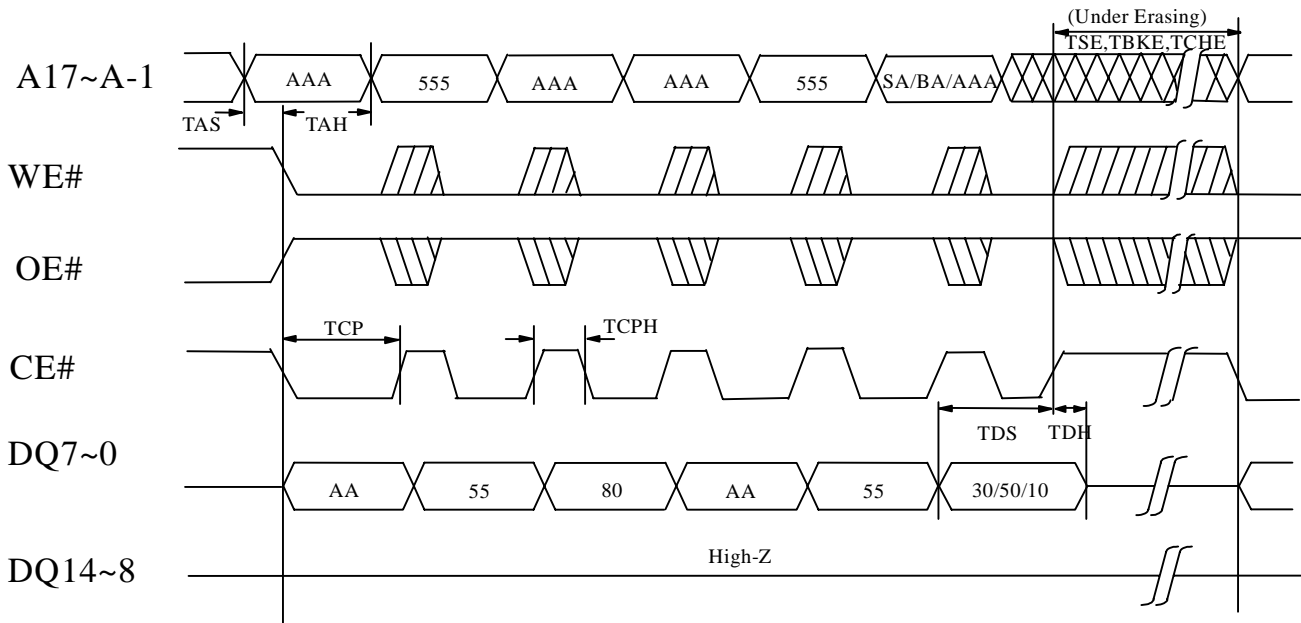 (Under Erasing)
TSE,TBKE,TCHE
A17~A-1
AAA 555 AAA AAA 555 SA/BA/AAA
TAS TAH
WE#
OE#
TCP TCPH
CE#
TDS TDH
DQ7~0
AA 55 80 AA 55 30/50/10
High-Z
DQ14~8